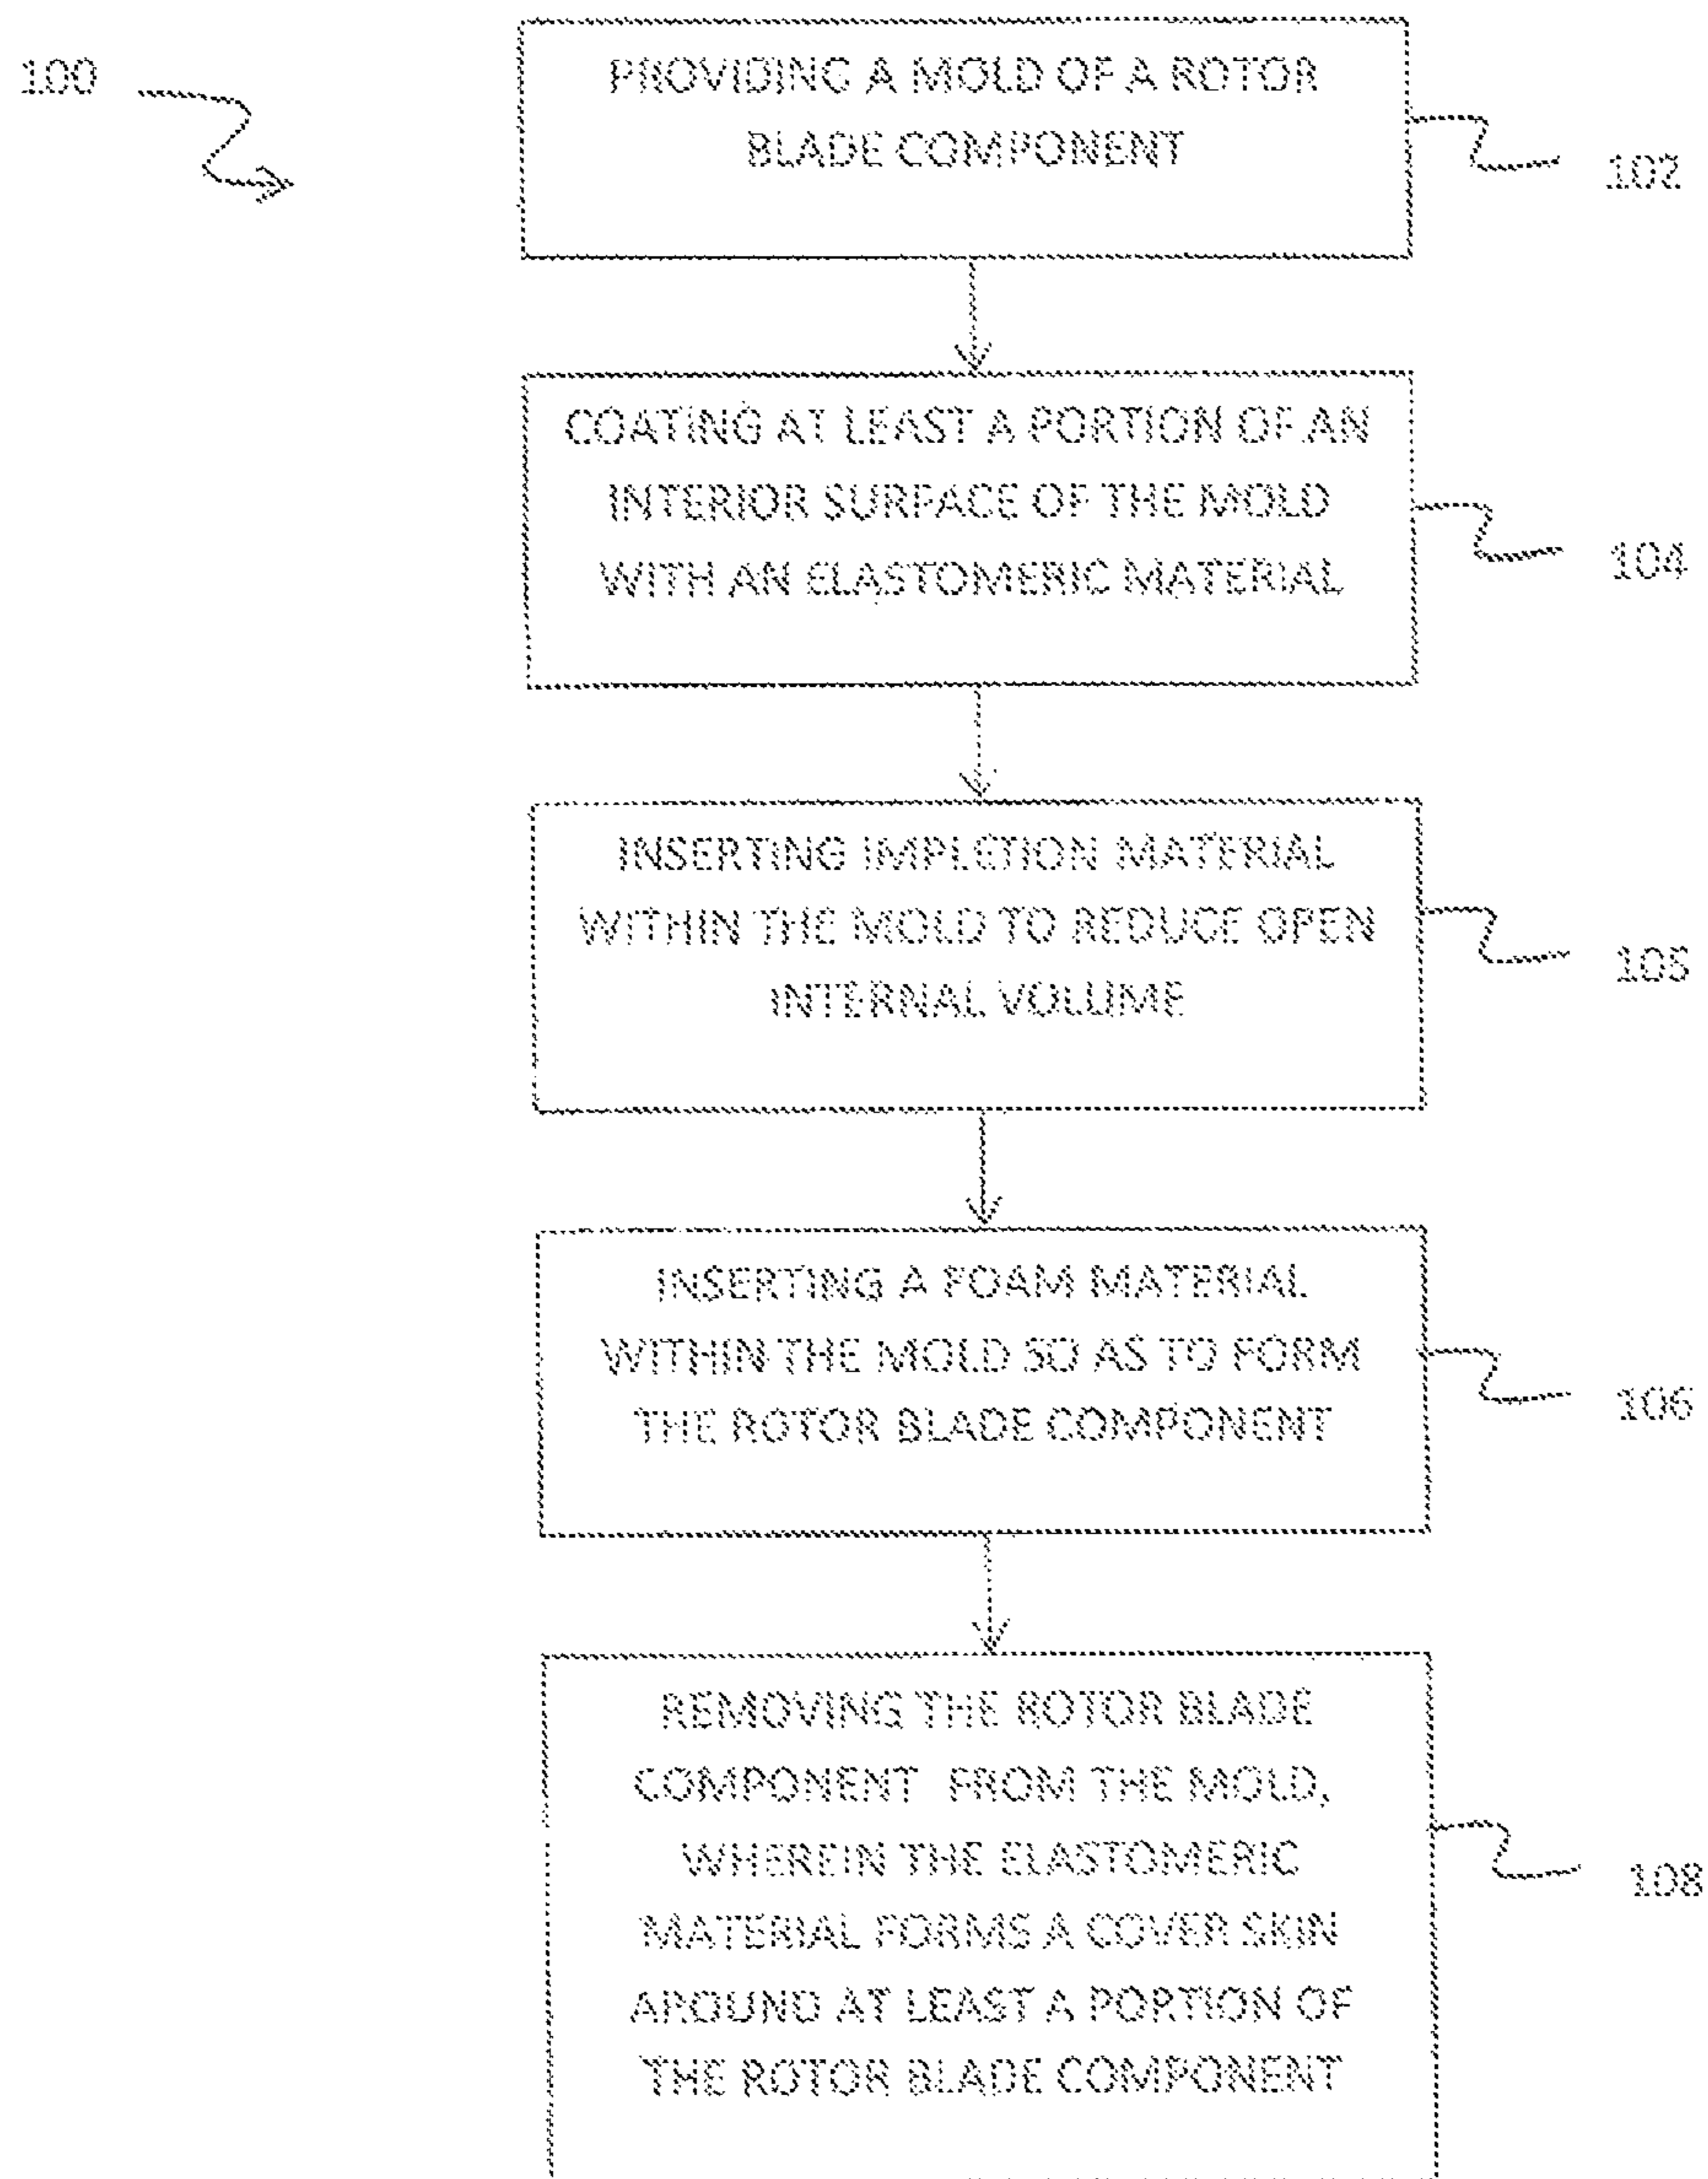 100
PROVIDING A MOLD OF A ROTOR
BLADE COMPONENT
102
COATING AT LEAST A PORTION OF AN
INTERIOR SURFACE OF THE MOLD
WITH AN ELASTOMERIC MATERIAL
104
INSERTING IMPLETION MATERIAL
WITHIN THE MOLD TO REDUCE OPEN
INTERNAL VOLUME
105
INSERTING A FOAM MATERIAL
WITHIN THE MOLD SO AS TO FORM
THE ROTOR BLADE COMPONENT
106
REMOVING THE ROTOR BLADE
COMPONENT FROM THE MOLD,
WHEREIN THE ELASTOMERIC
MATERIAL FORMS A COVER SKIN
AROUND AT LEAST A PORTION OF
THE ROTOR BLADE COMPONENT
108